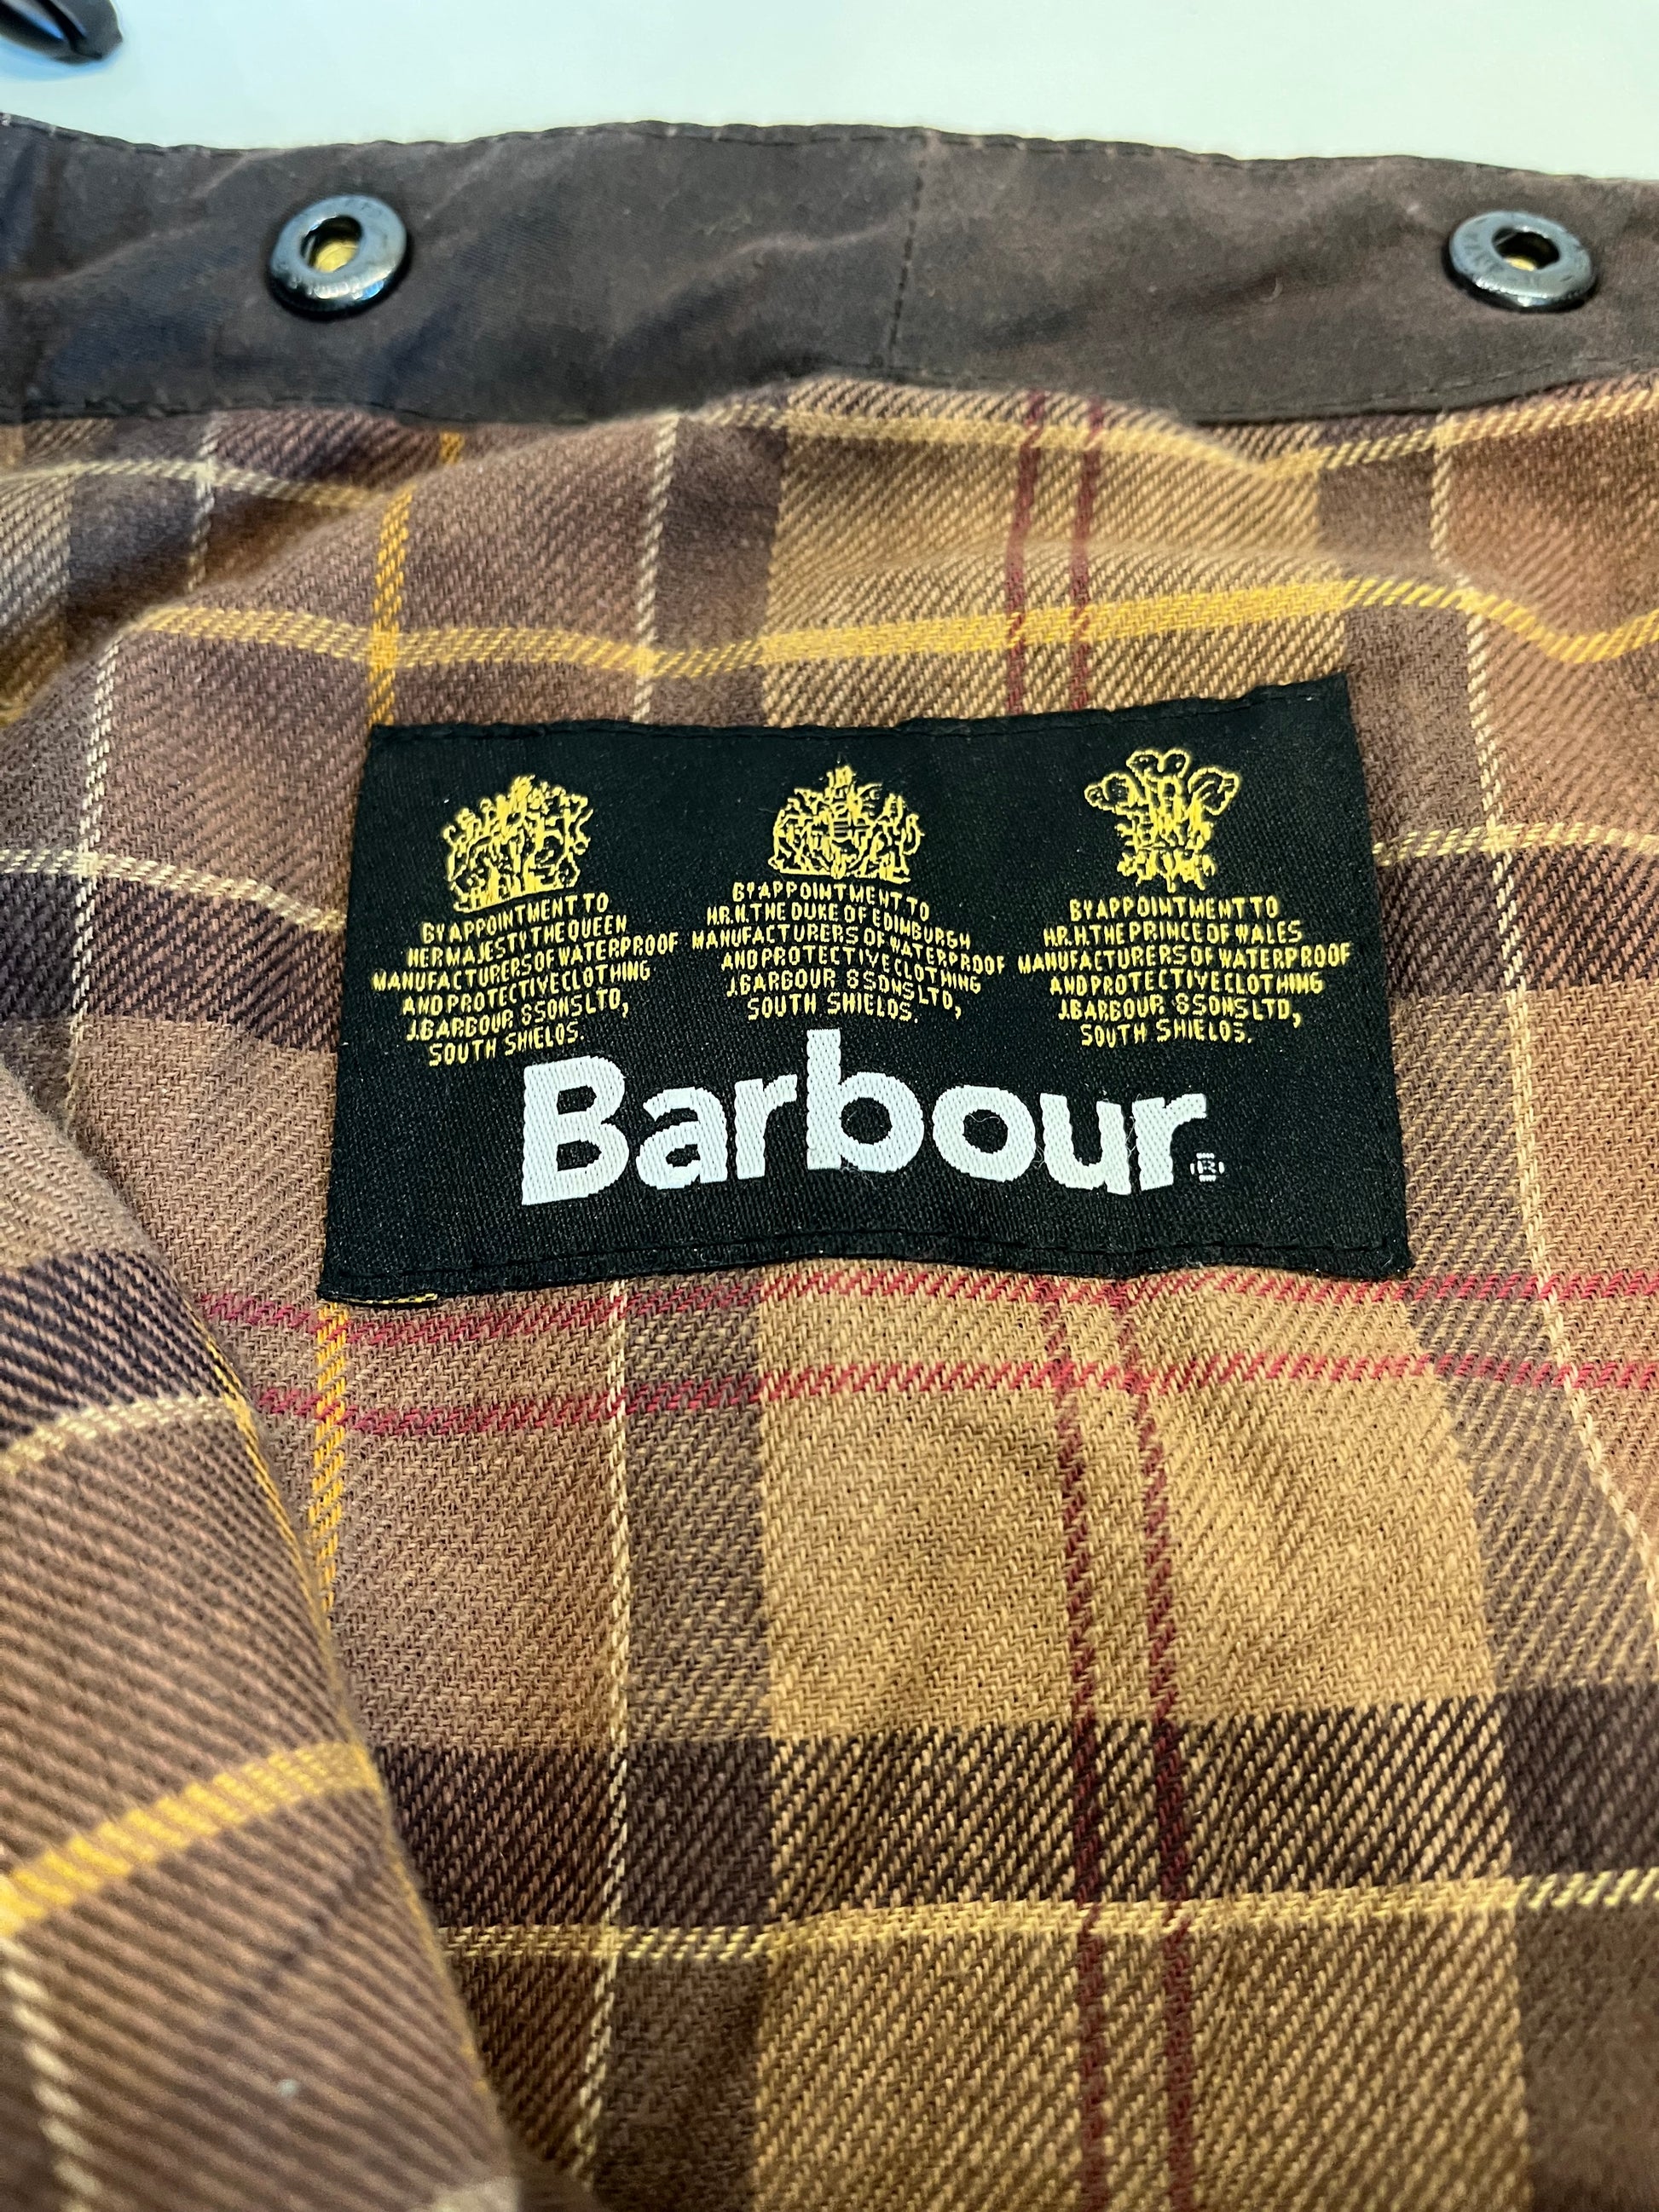 BY APPOINTMENT TO
HER MAJESTY THE QUEEN
MANUFACTURERS OF WATERPROOF
AND PROTECTIVE CLOTHING
J.BARBOUR & SONS LTD,
SOUTH SHIELDS.
BY APPOINTMENT TO
H.R.H. THE DUKE OF EDINBURGH
MANUFACTURERS OF WATERPROOF
AND PROTECTIVE CLOTHING
J.BARBOUR & SONS LTD,
SOUTH SHIELDS.
BY APPOINTMENT TO
H.R.H. THE PRINCE OF WALES
MANUFACTURERS OF WATERPROOF
AND PROTECTIVE CLOTHING
J.BARBOUR & SONS LTD,
SOUTH SHIELDS.
Barbour®